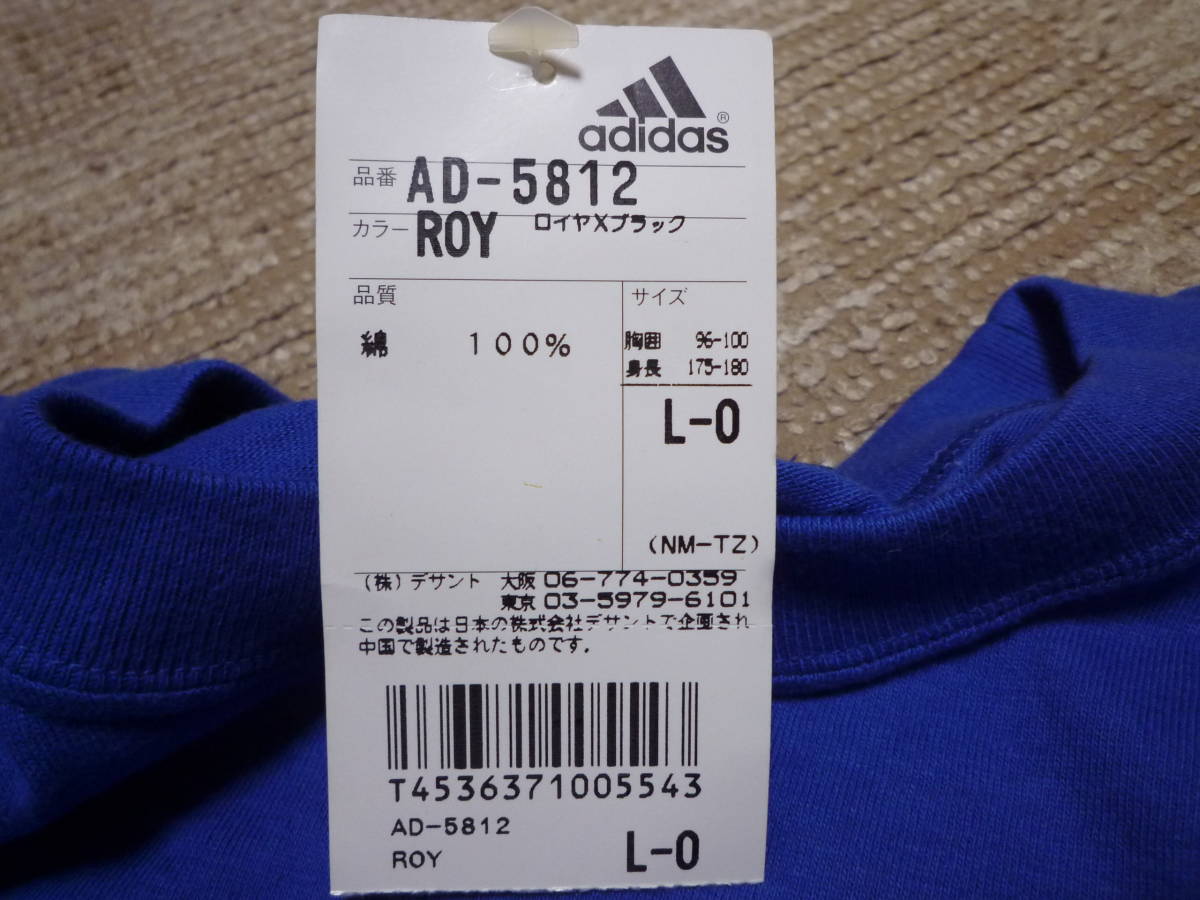 adidas®
品番 AD-5812
カラー ROY ロイヤXブラック
品質
綿 100%
サイズ
胸囲 96-100
身長 175-180
L-O
(NM-TZ)
(株)デサント 大阪 06-774-0359
東京 03-5979-6101
この製品は日本の株式会社デサントで企画され
中国で製造されたものです.
T4536371005543
AD-5812
ROY L-O